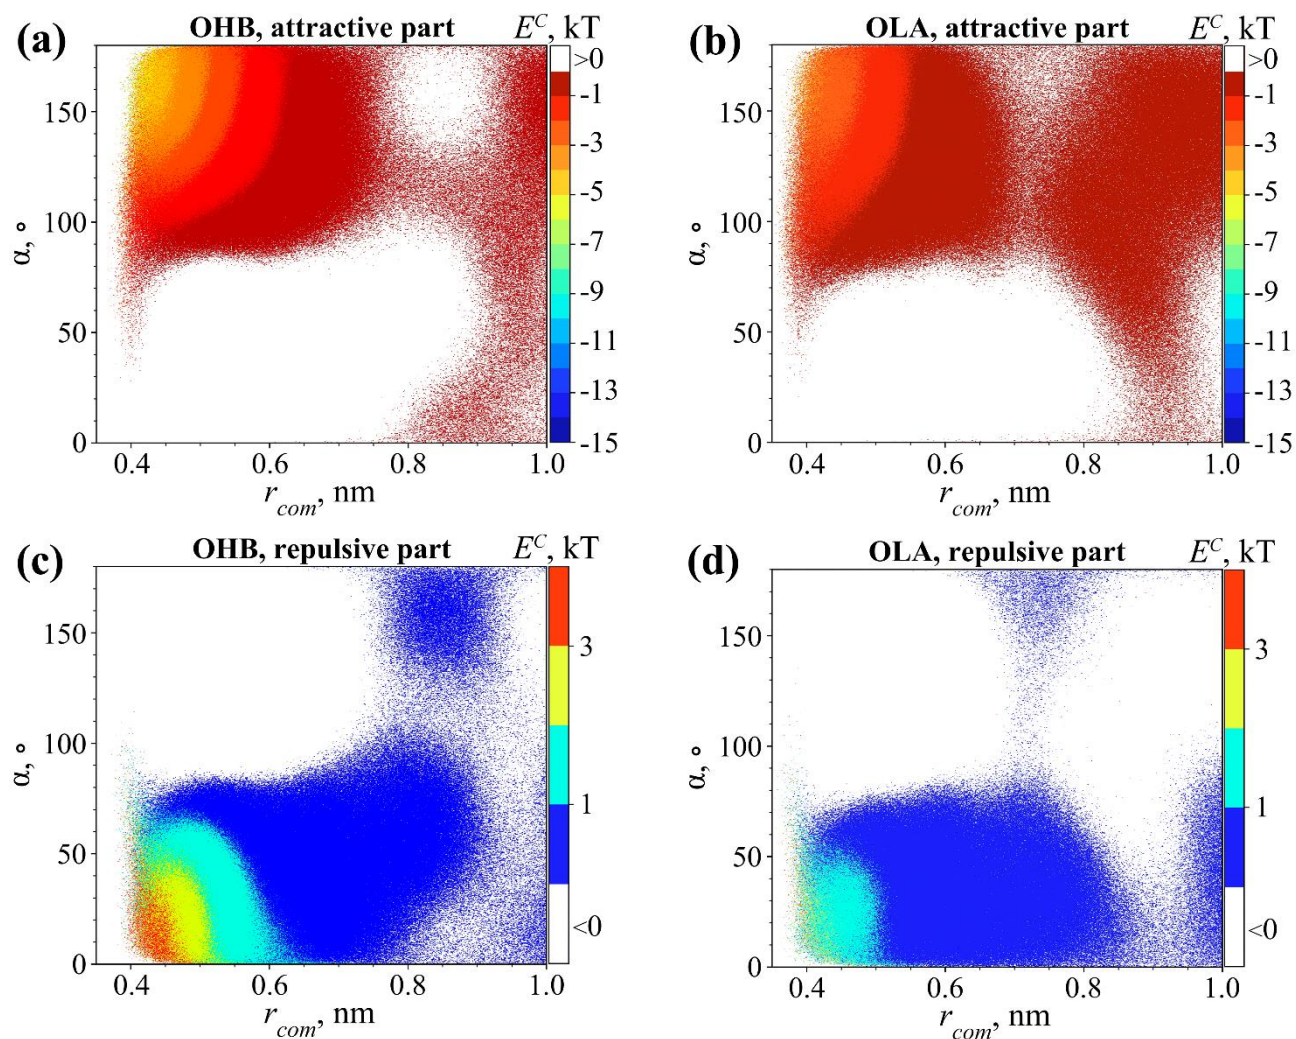 (a) OHB, attractive part E^C, kT
>0
-1
-3
-5
-7
-9
-11
-13
-15
150
100
50
0
α, °
0.4 0.6 0.8 1.0
r_com, nm
(b) OLA, attractive part E^C, kT
>0
-1
-3
-5
-7
-9
-11
-13
-15
150
100
50
0
α, °
0.4 0.6 0.8 1.0
r_com, nm
(c) OHB, repulsive part E^C, kT
3
1
<0
150
100
50
0
α, °
0.4 0.6 0.8 1.0
r_com, nm
(d) OLA, repulsive part E^C, kT
3
1
<0
150
100
50
0
α, °
0.4 0.6 0.8 1.0
r_com, nm